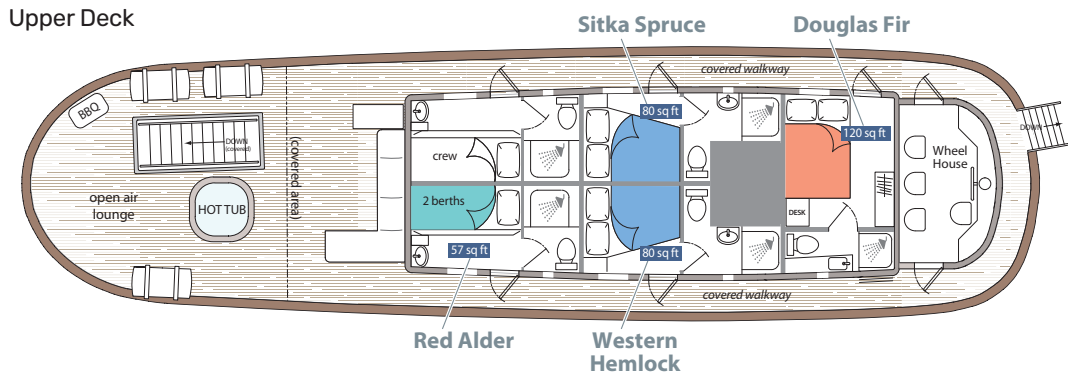 Upper Deck
Sitka Spruce
Douglas Fir
covered walkway
BBQ
80 sq ft
120 sq ft
DOWN
DOWN
(covered)
(covered area)
crew
Wheel
House
open air
lounge
HOT TUB
2 berths
DESK
57 sq ft
80 sq ft
covered walkway
Red Alder
Western
Hemlock